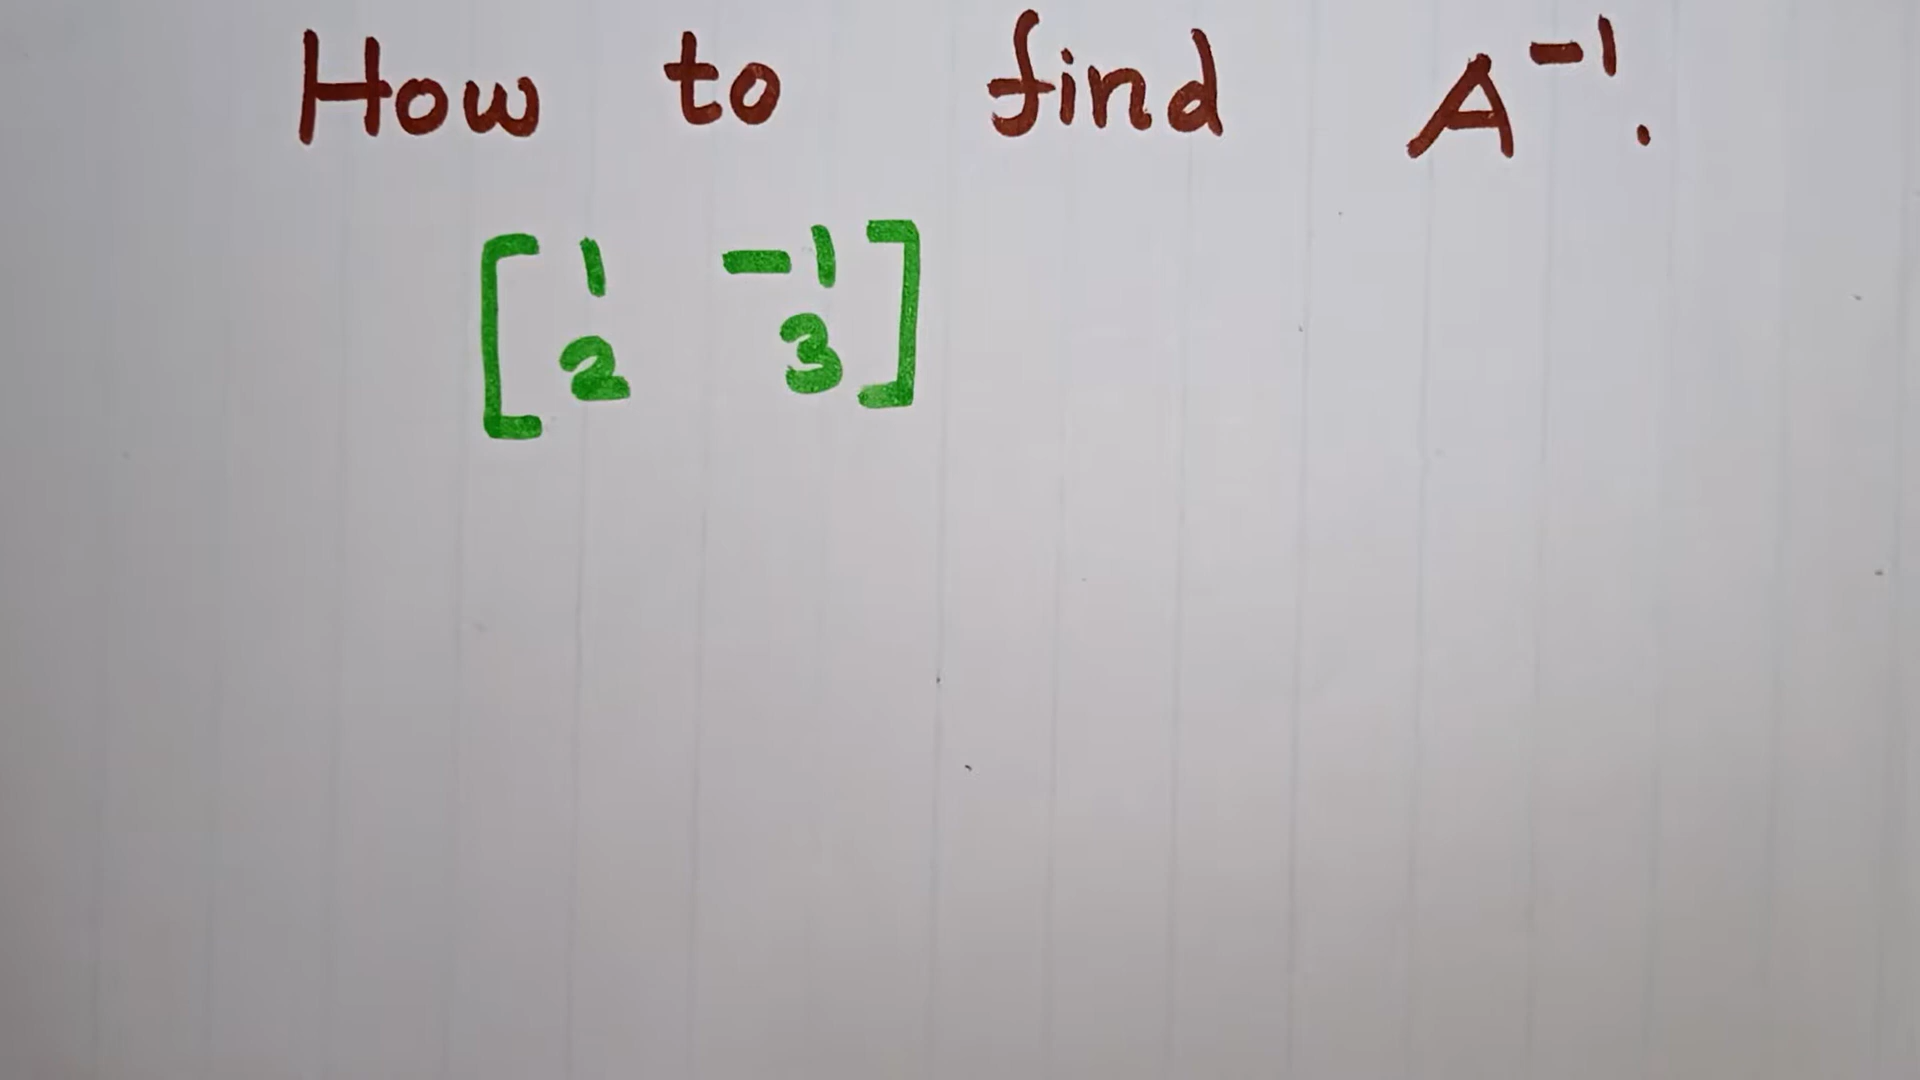 How to find A⁻¹.
[ 1 -1 ]
[ 2 3 ]